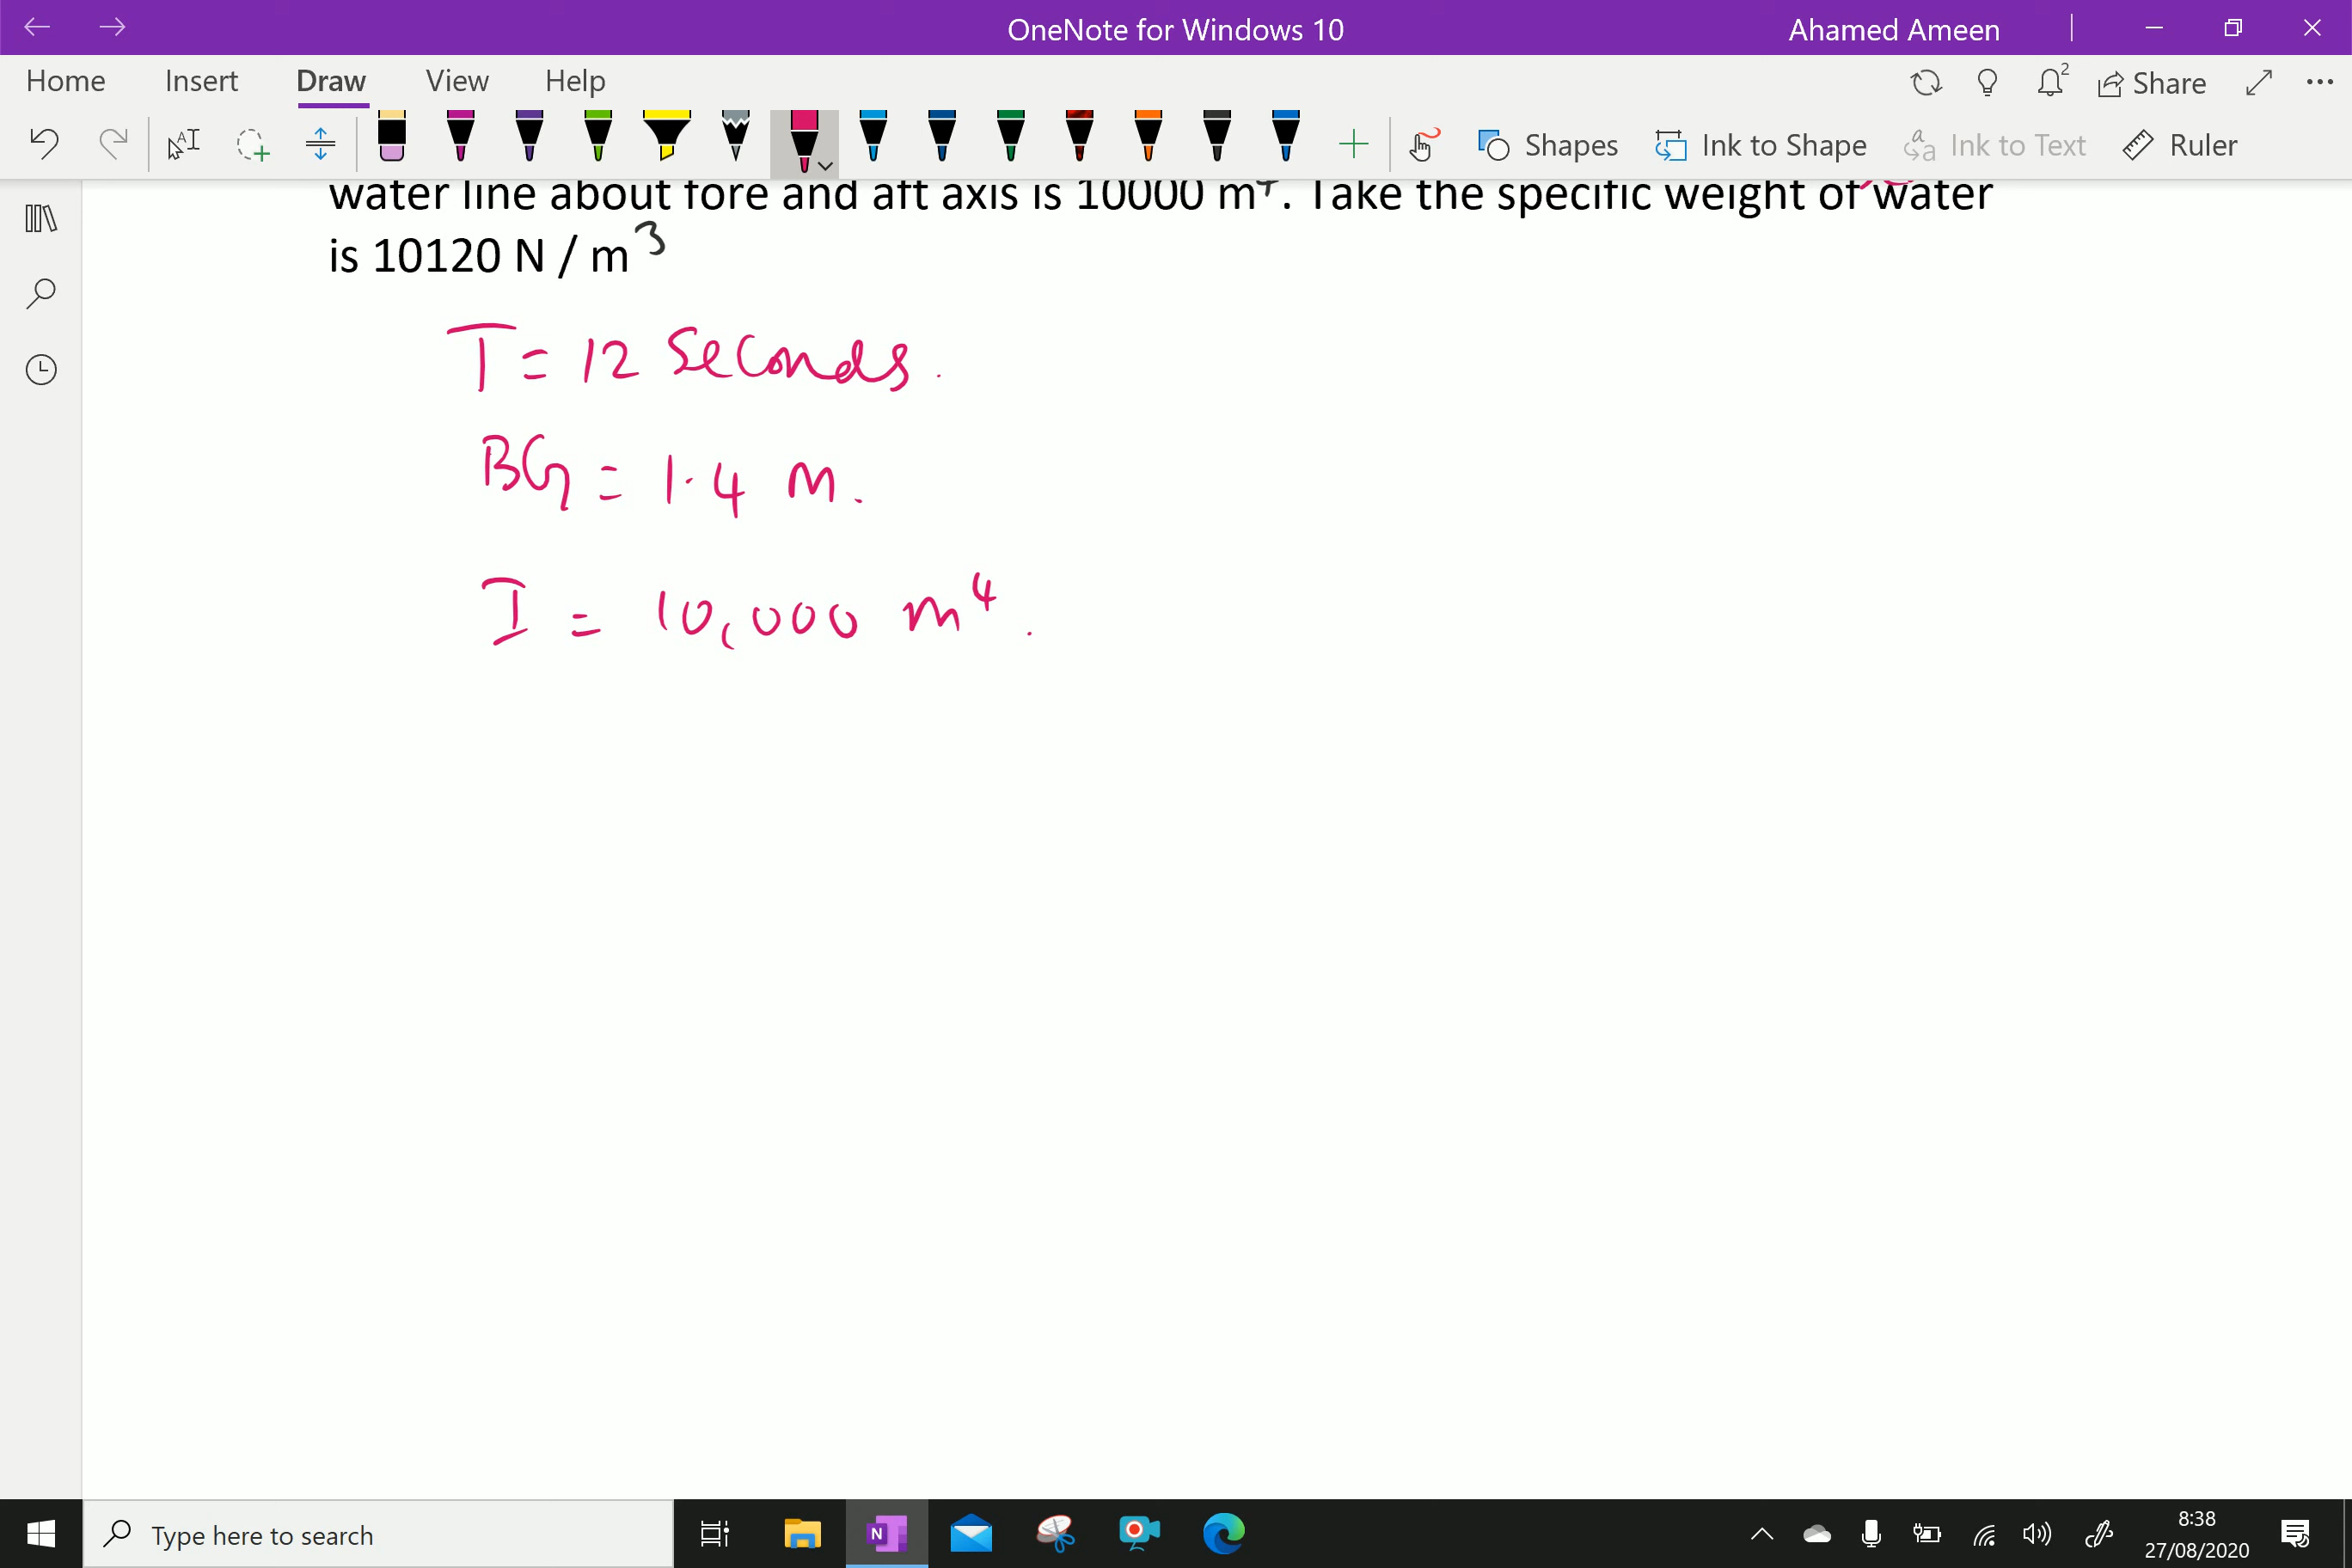 OneNote for Windows 10 Ahamed Ameen
Home Insert Draw View Help 2 Share
Shapes Ink to Shape Ink to Text Ruler
water line about fore and aft axis is 10000 m⁴. Take the specific weight of water
is 10120 N / m³
T = 12 Seconds.
BG = 1.4 m.
I = 10,000 m⁴.
Type here to search
8:38
27/08/2020